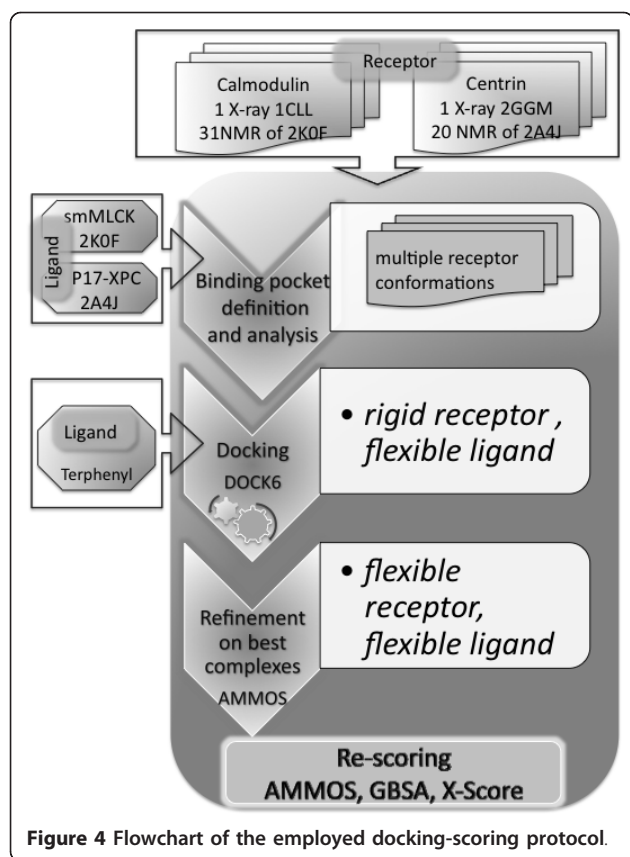 Receptor
Calmodulin
1 X-ray 1CLL
31NMR of 2K0F
Centrin
1 X-ray 2GGM
20 NMR of 2A4J
smMLCK
2K0F
Ligand
P17-XPC
2A4J
Binding pocket
definition
and analysis
multiple receptor
conformations
Ligand
Terphenyl
Docking
DOCK6
• rigid receptor ,
flexible ligand
Refinement
on best
complexes
AMMOS
• flexible
receptor,
flexible ligand
Re-scoring
AMMOS, GBSA, X-Score
Figure 4 Flowchart of the employed docking-scoring protocol.